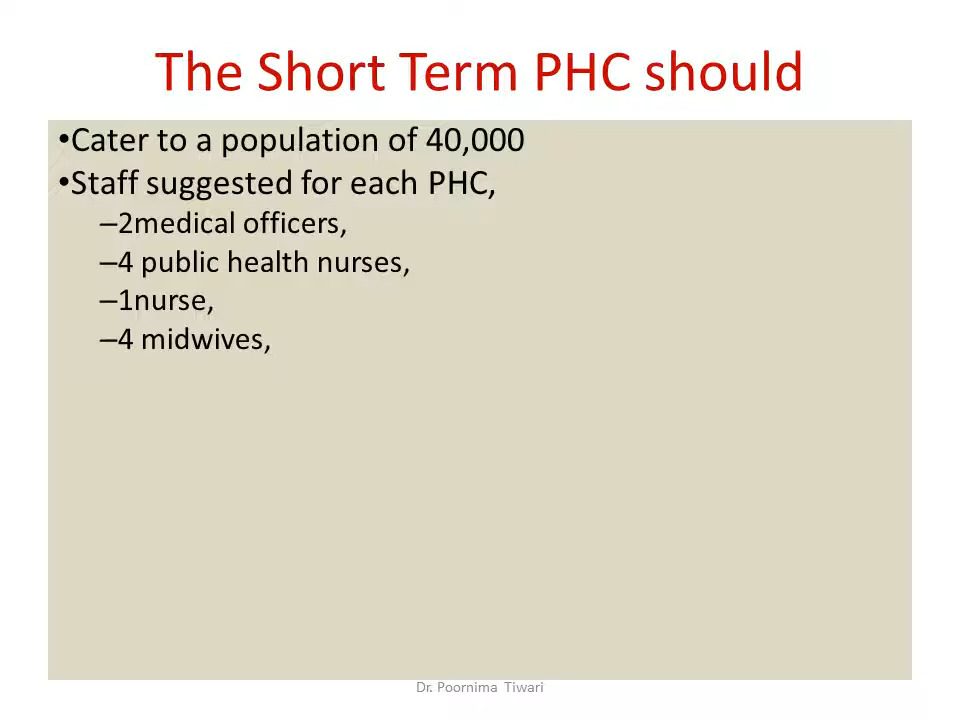 The Short Term PHC should
•Cater to a population of 40,000
•Staff suggested for each PHC,
–2medical officers,
–4 public health nurses,
–1nurse,
–4 midwives,
Dr. Poornima Tiwari